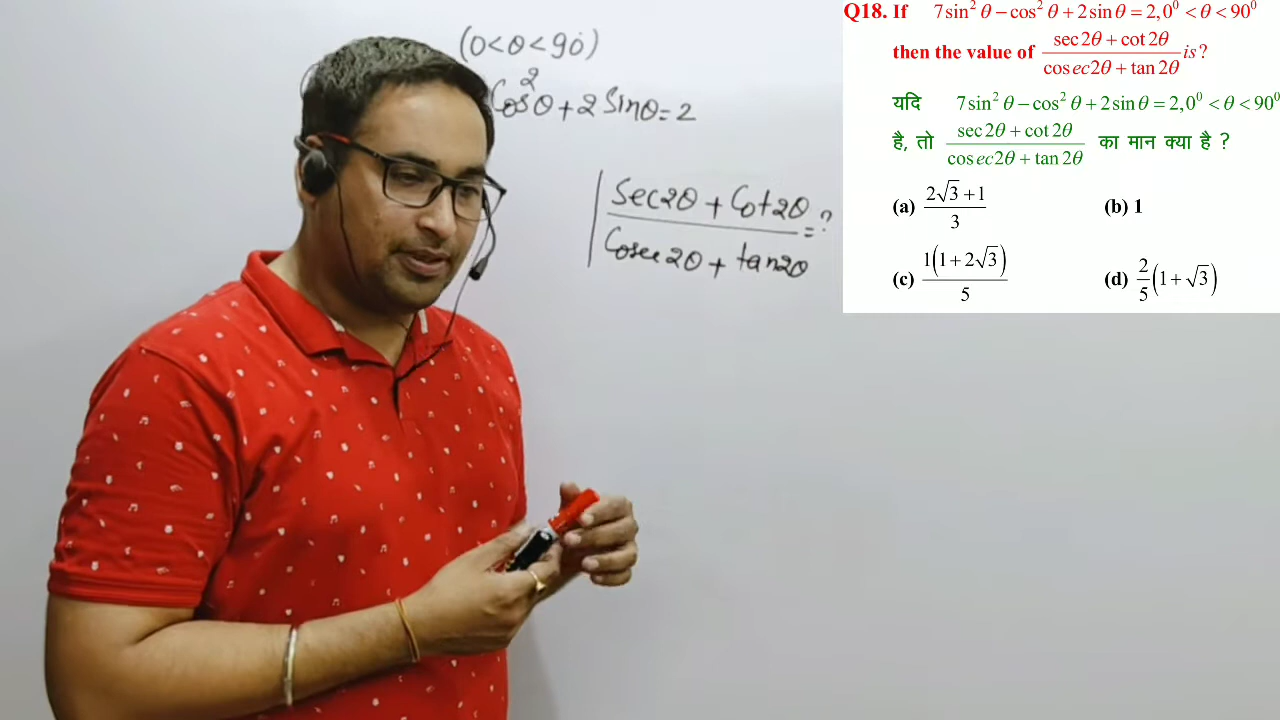 (0<θ<90°)
Cos²θ+2Sinθ=2
Sec2θ+Cot2θ
Cosec2θ+tan2θ
=?
Q18. If 7sin²θ−cos²θ+2sinθ=2,0⁰<θ<90⁰
then the value of (sec2θ+cot2θ)/(cosec2θ+tan2θ) is?
यदि 7sin²θ−cos²θ+2sinθ=2,0⁰<θ<90⁰
है, तो (sec2θ+cot2θ)/(cosec2θ+tan2θ) का मान क्या है ?
(a) (2√3+1)/3 (b) 1
(c) 1(1+2√3)/5 (d) 2/5(1+√3)